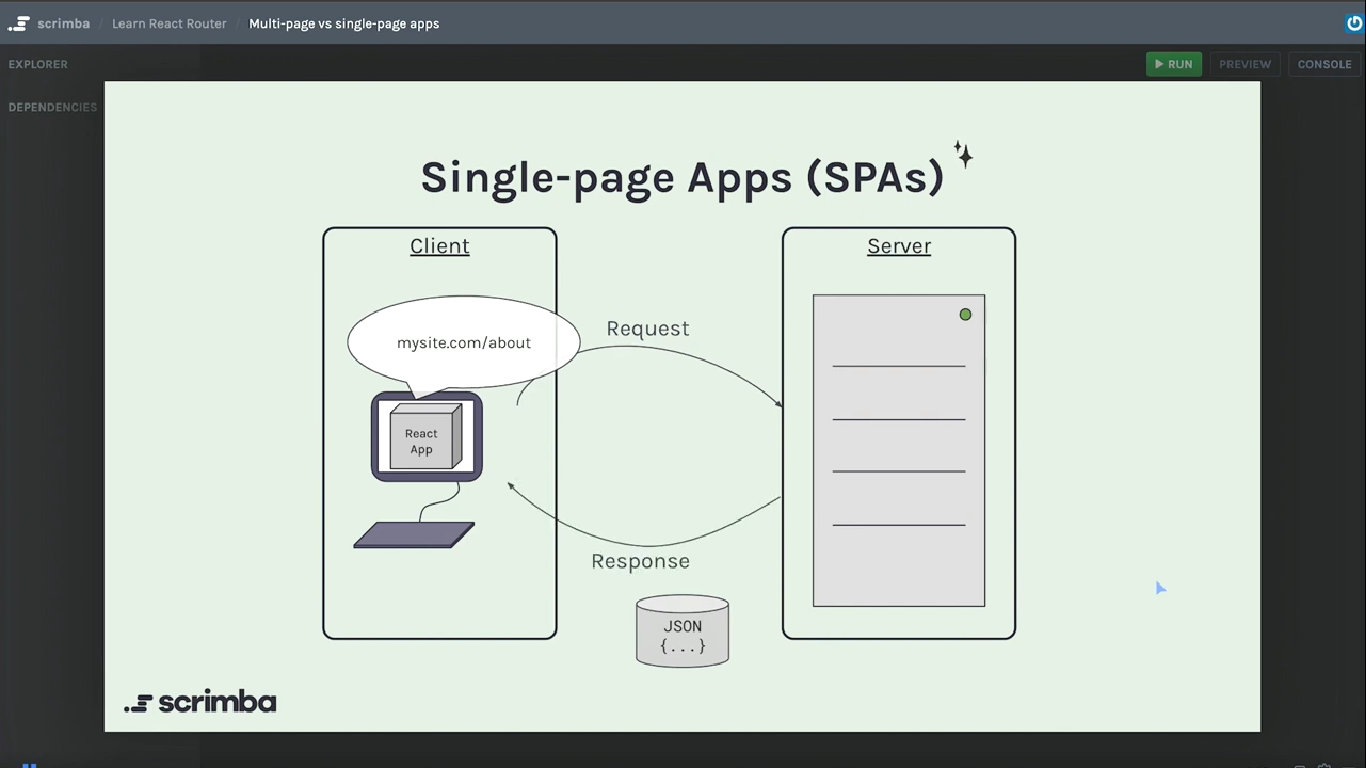 scrimba / Learn React Router / Multi-page vs single-page apps
EXPLORER
RUN
PREVIEW
CONSOLE
DEPENDENCIES
Single-page Apps (SPAs)
Client
Server
mysite.com/about
Request
React
App
Response
JSON
{...}
scrimba